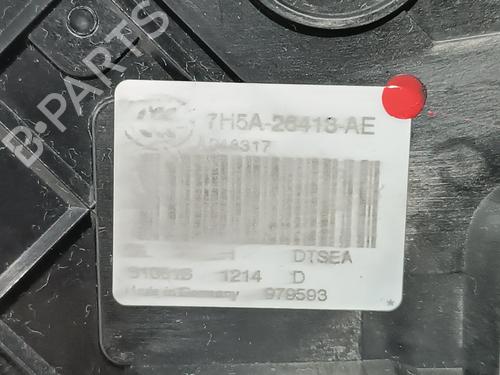 B-PARTS
7H5A-26413-AE
DTSEA
1214 D
Made in Germany 979593